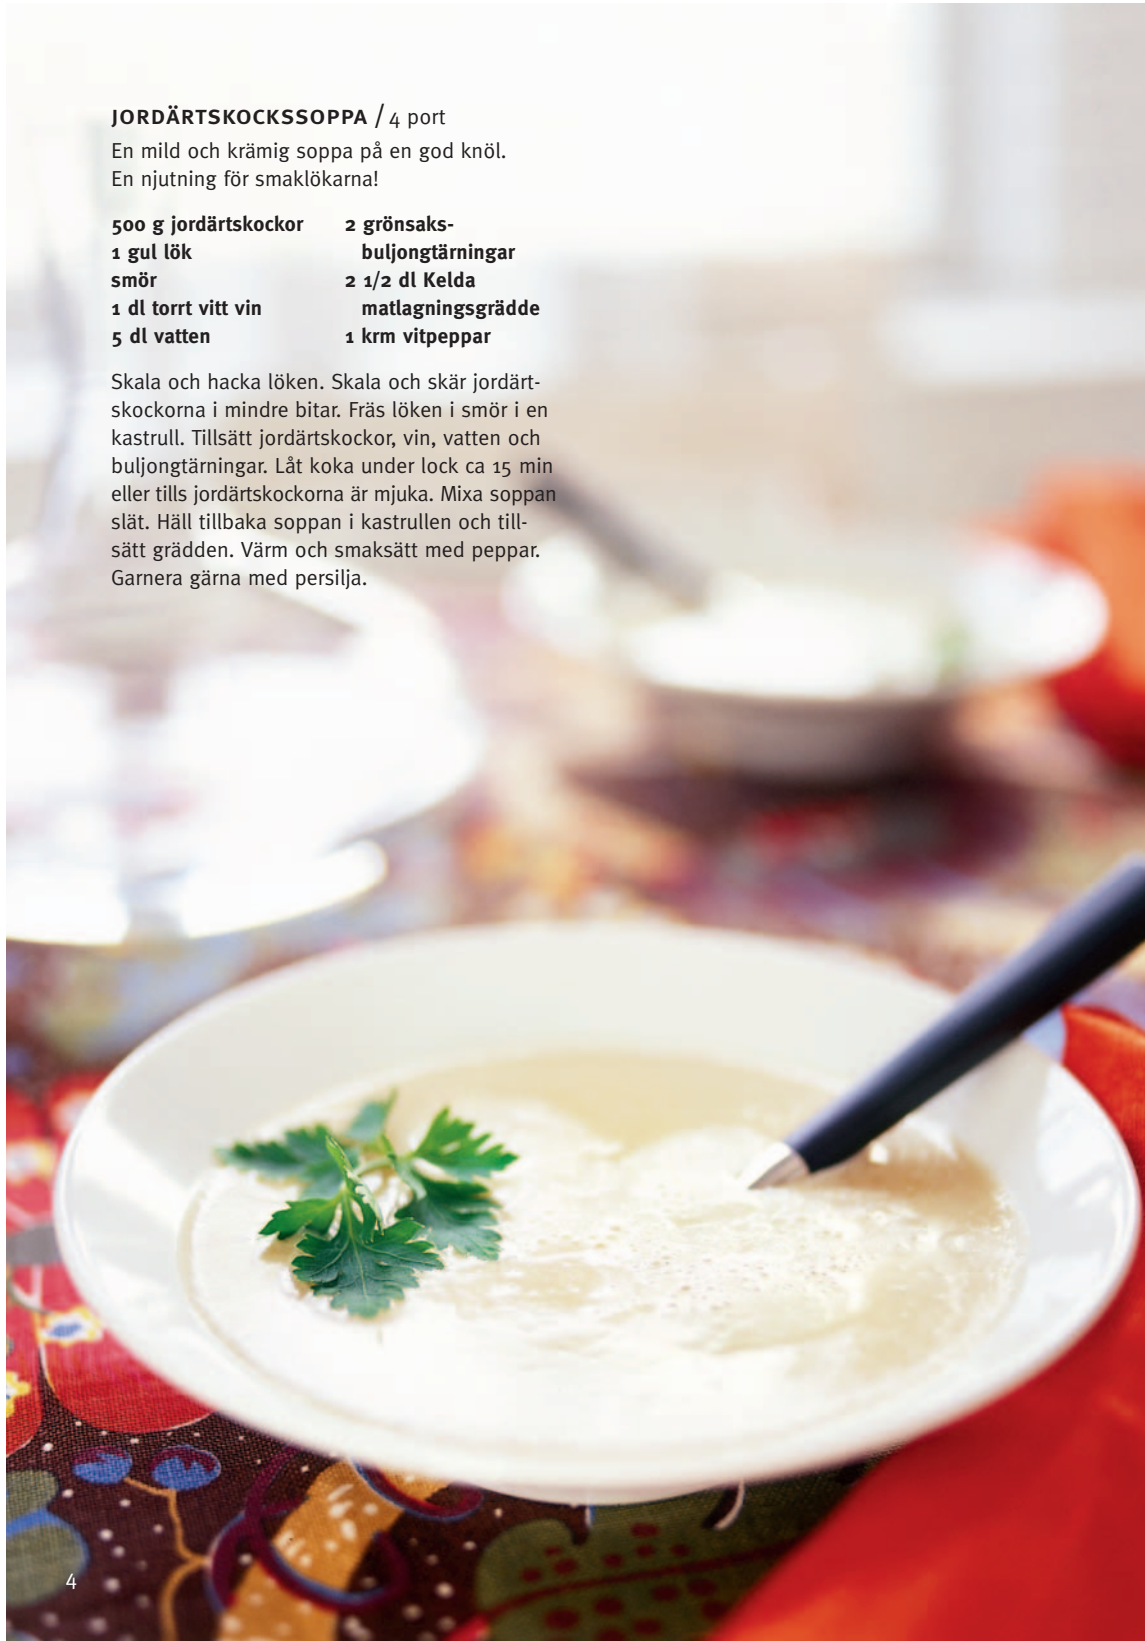 JORDÄRTSKOCKSSOPPA / 4 port
En mild och krämig soppa på en god knöl.
En njutning för smaklökarna!
500 g jordärtskockor
1 gul lök
smör
1 dl torrt vitt vin
5 dl vatten
2 grönsaks-
buljongtärningar
2 1/2 dl Kelda
matlagningsgrädde
1 krm vitpeppar
Skala och hacka löken. Skala och skär jordärt-
skockorna i mindre bitar. Fräs löken i smör i en
kastrull. Tillsätt jordärtskockor, vin, vatten och
buljongtärningar. Låt koka under lock ca 15 min
eller tills jordärtskockorna är mjuka. Mixa soppan
slät. Häll tillbaka soppan i kastrullen och till-
sätt grädden. Värm och smaksätt med peppar.
Garnera gärna med persilja.
4